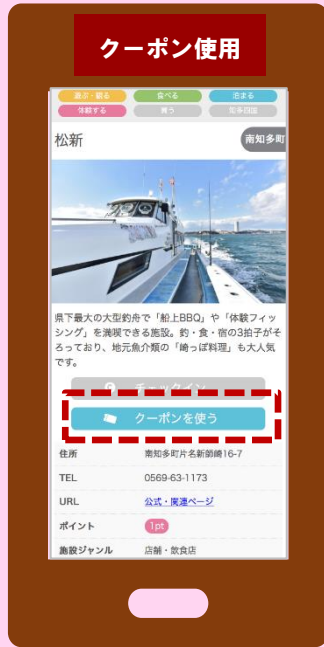 クーポン使用
遊ぶ・観る 食べる 泊まる
体験する 買う 知多四国
松新 南知多町
県下最大の大型釣舟で「船上BBQ」や「体験フィッ
シング」を満喫できる施設。釣・食・宿の3拍子がそ
ろっており、地元魚介類の「崎っぽ料理」も大人気
です。
チェックイン
クーポンを使う
住所 南知多町片名新師崎16-7
TEL 0569-63-1173
URL 公式・関連ページ
ポイント 1pt
施設ジャンル 店舗・飲食店